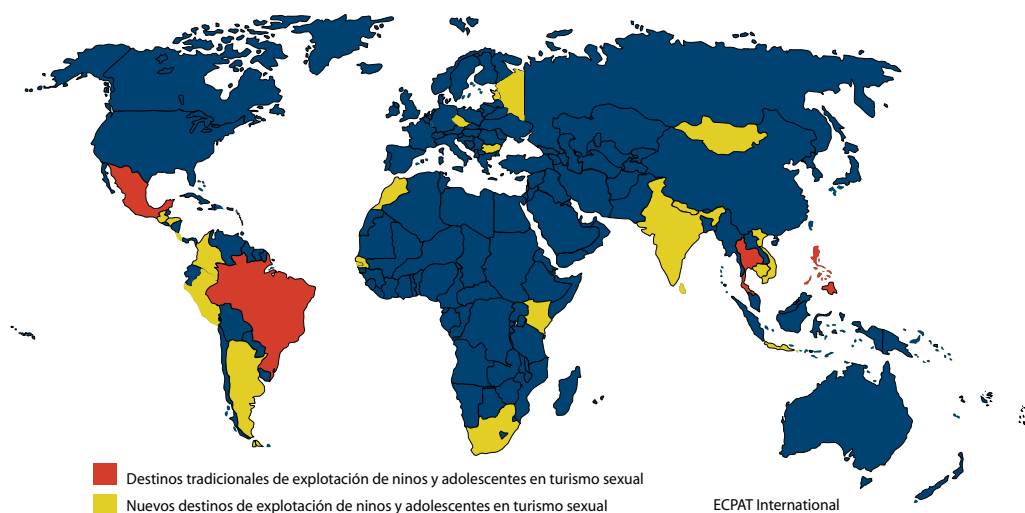 Destinos tradicionales de explotación de ninos y adolescentes en turismo sexual
Nuevos destinos de explotación de ninos y adolescentes en turismo sexual
ECPAT International